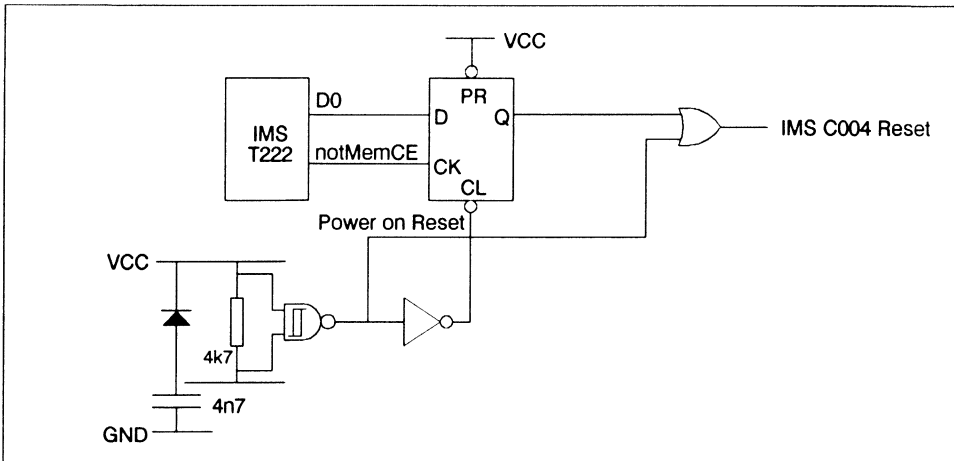 VCC
D0
PR
D
Q
IMS
T222
IMS C004 Reset
notMemCE
CK
CL
Power on Reset
VCC
4k7
4n7
GND